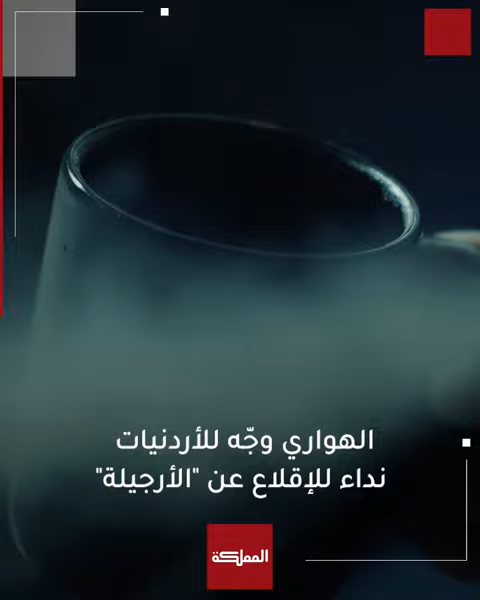 الهواري وجّه للأردنيات
نداء للإقلاع عن "الأرجيلة"
المملكة